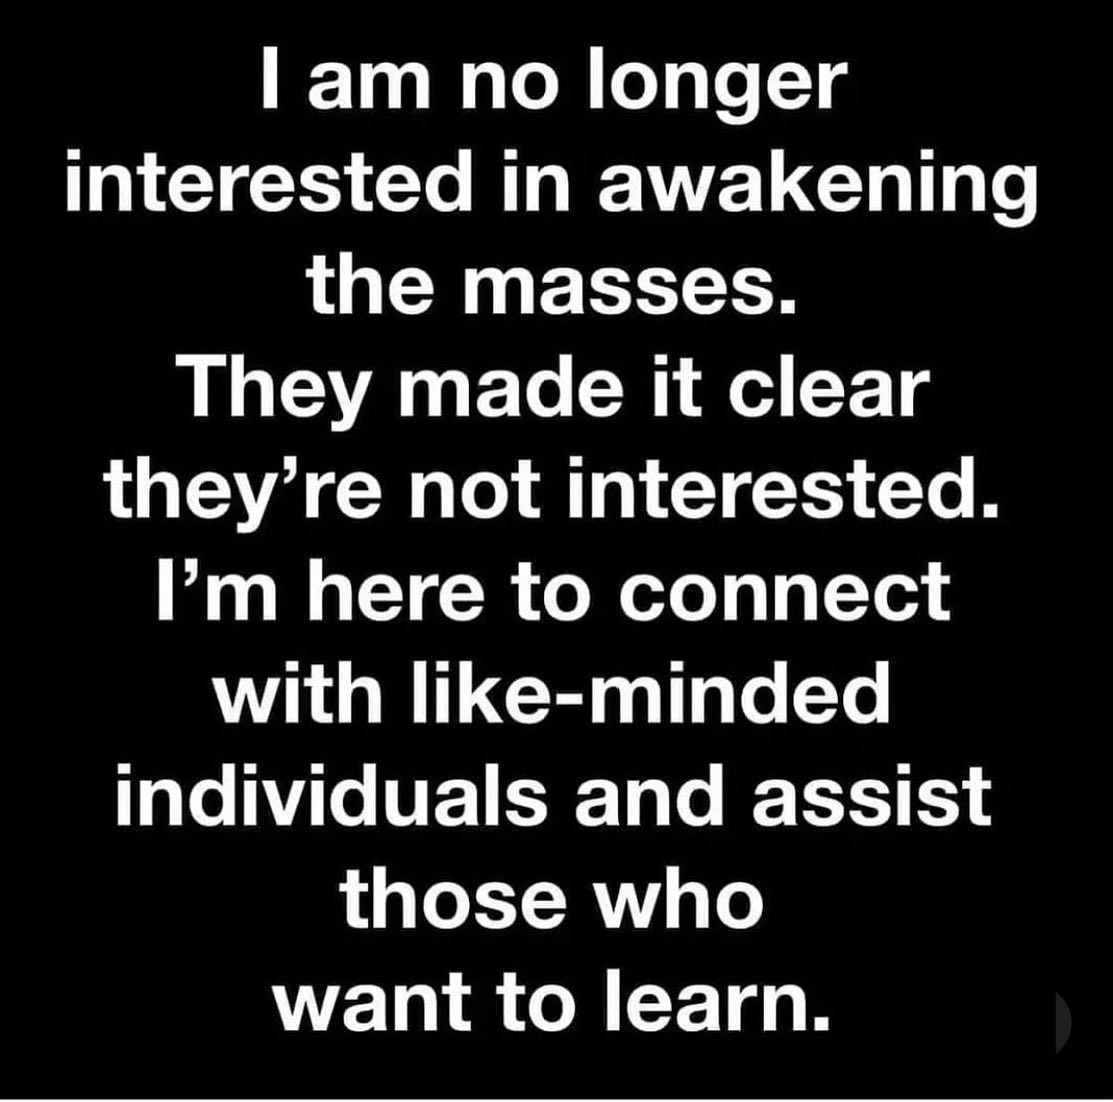 I am no longer
interested in awakening
the masses.
They made it clear
they’re not interested.
I’m here to connect
with like-minded
individuals and assist
those who
want to learn.